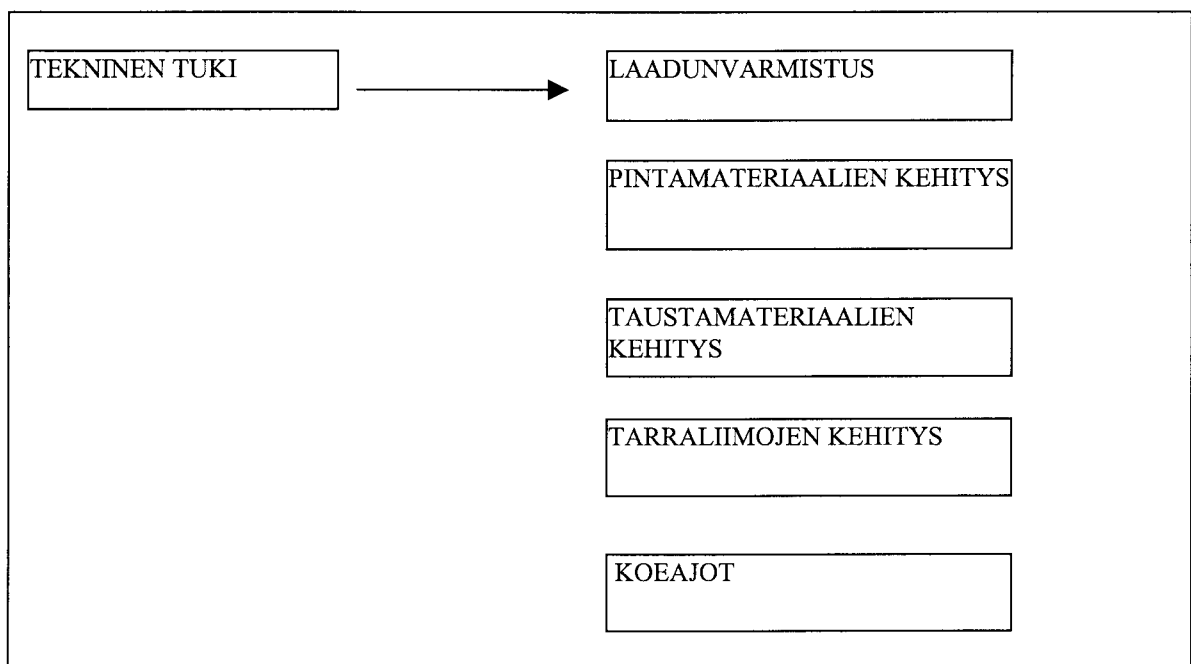 TEKNINEN TUKI
LAADUNVARMISTUS
PINTAMATERIAALIEN KEHITYS
TAUSTAMATERIAALIEN
KEHITYS
TARRALIIMOJEN KEHITYS
KOEAJOT